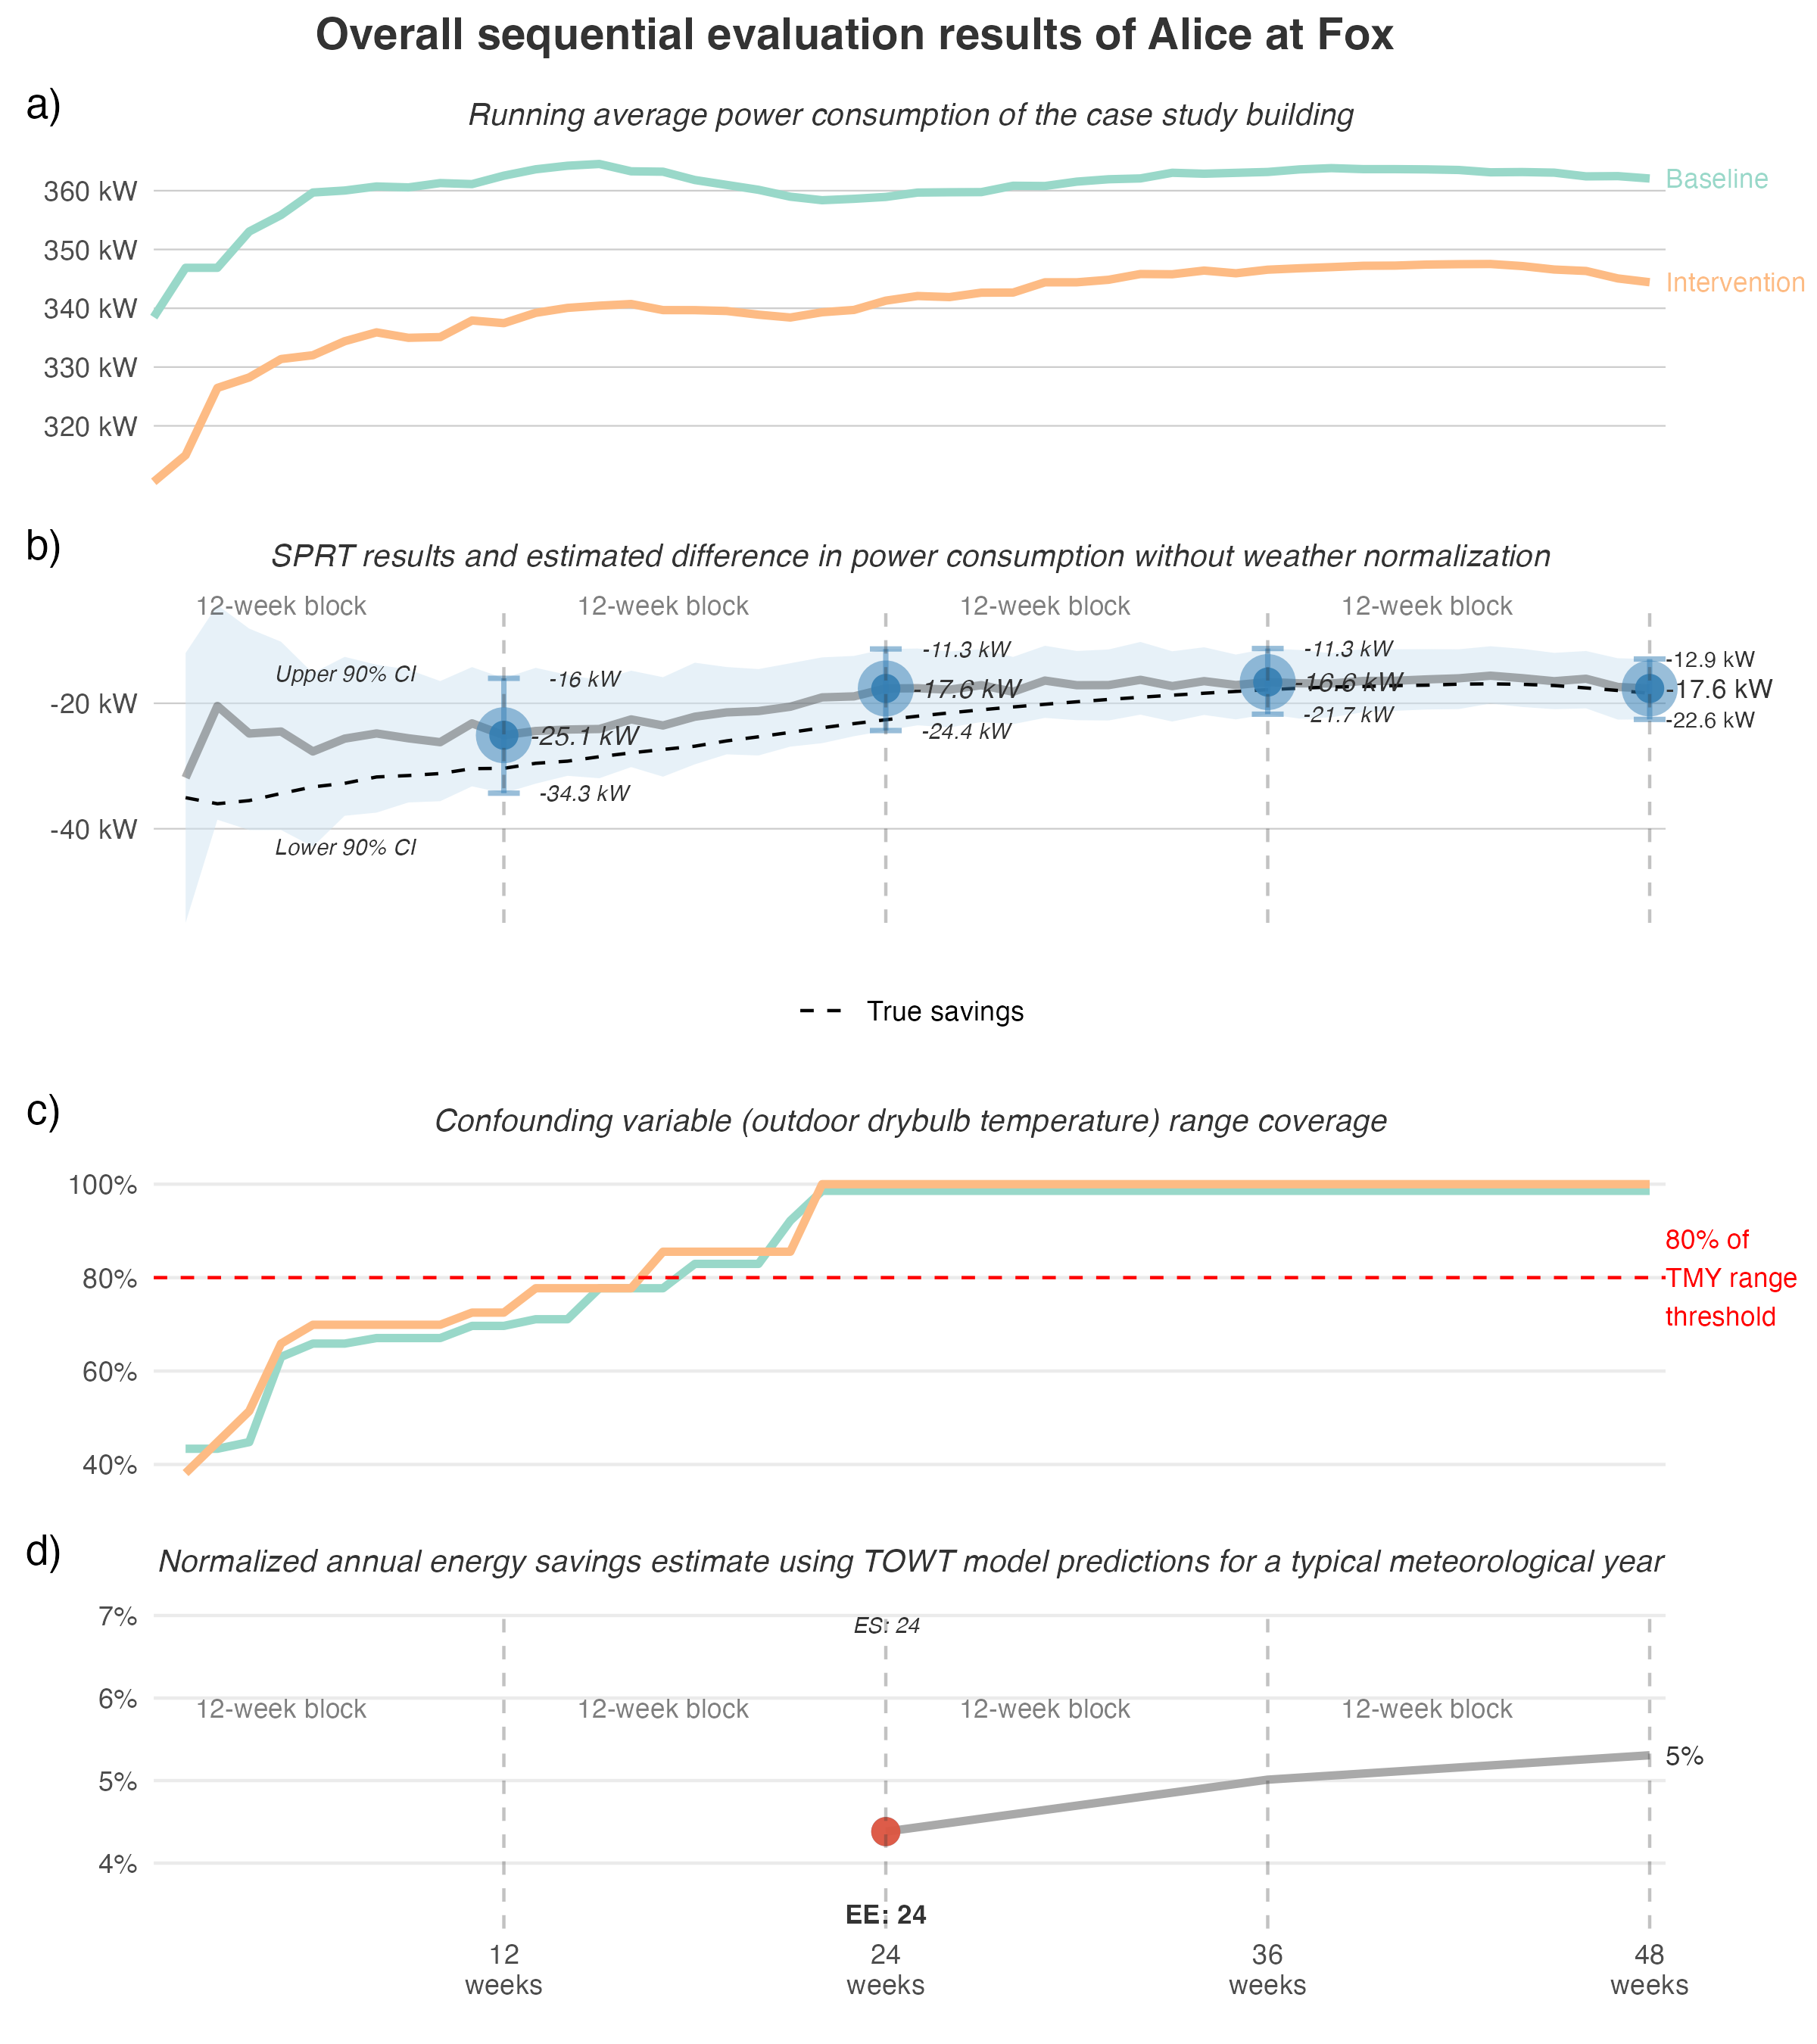 Overall sequential evaluation results of Alice at Fox
a)
Running average power consumption of the case study building
360 kW
350 kW
340 kW
330 kW
320 kW
Baseline
Intervention
b)
SPRT results and estimated difference in power consumption without weather normalization
12-week block
12-week block
12-week block
12-week block
Upper 90% CI
Lower 90% CI
-20 kW
-40 kW
-16 kW
-25.1 kW
-34.3 kW
-11.3 kW
-17.6 kW
-24.4 kW
-11.3 kW
-16.6 kW
-21.7 kW
-12.9 kW
-17.6 kW
-22.6 kW
True savings
c)
Confounding variable (outdoor drybulb temperature) range coverage
100%
80%
60%
40%
80% of
TMY range
threshold
d)
Normalized annual energy savings estimate using TOWT model predictions for a typical meteorological year
7%
6%
5%
4%
ES: 24
12-week block
12-week block
12-week block
12-week block
5%
EE: 24
12
weeks
24
weeks
36
weeks
48
weeks